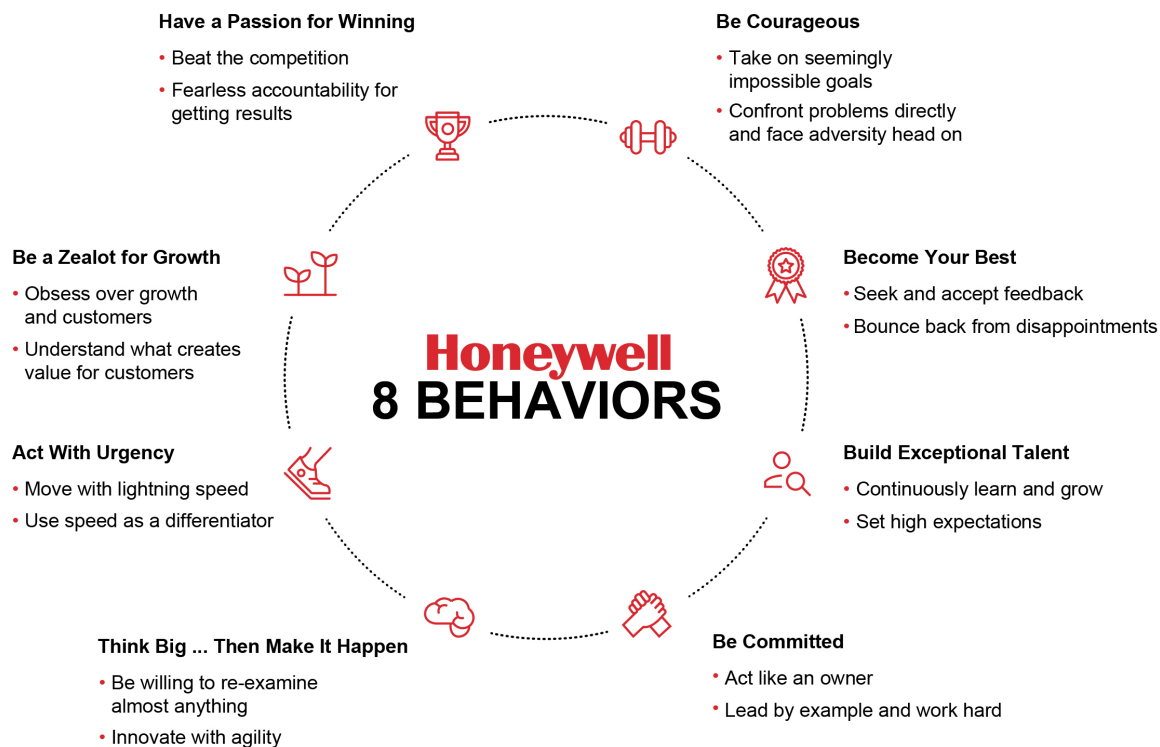 Have a Passion for Winning
• Beat the competition
• Fearless accountability for
getting results
Be Courageous
• Take on seemingly
impossible goals
• Confront problems directly
and face adversity head on
Be a Zealot for Growth
• Obsess over growth
and customers
• Understand what creates
value for customers
Become Your Best
• Seek and accept feedback
• Bounce back from disappointments
Honeywell
8 BEHAVIORS
Act With Urgency
• Move with lightning speed
• Use speed as a differentiator
Build Exceptional Talent
• Continuously learn and grow
• Set high expectations
Think Big ... Then Make It Happen
• Be willing to re-examine
almost anything
• Innovate with agility
Be Committed
• Act like an owner
• Lead by example and work hard